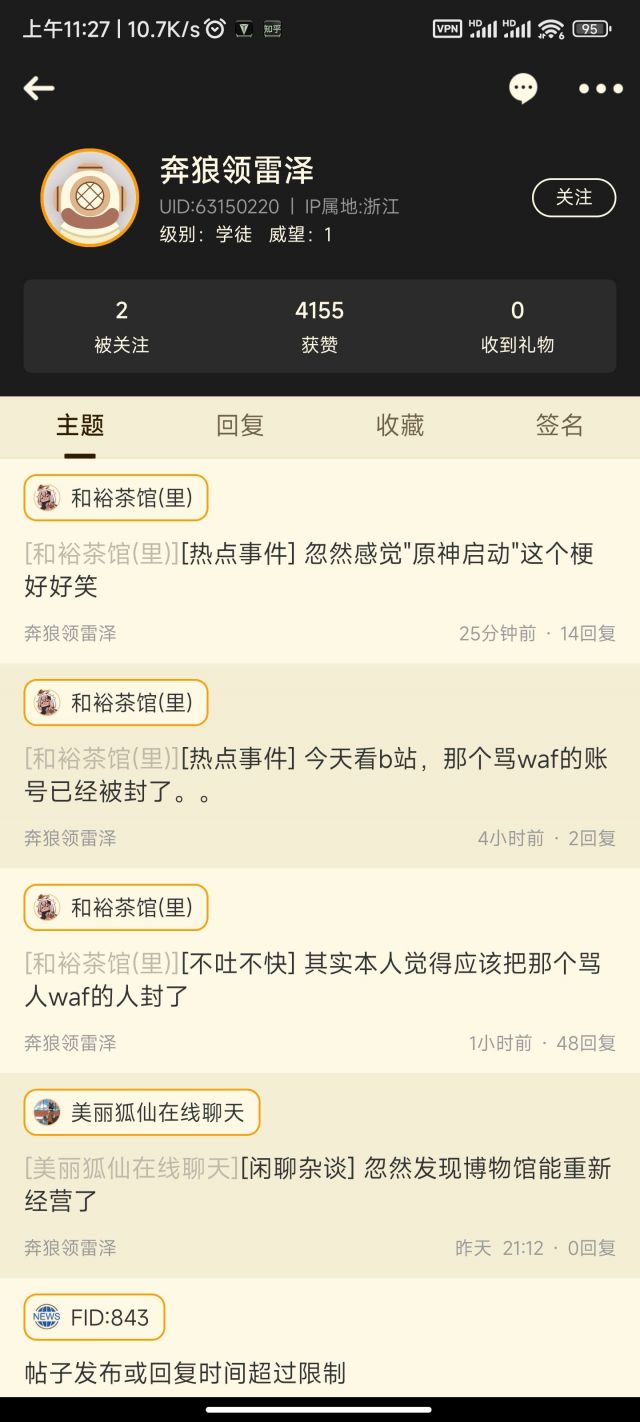 上午11:27 | 10.7K/s
知乎
VPN
HD
HD
6
95
奔狼领雷泽
UID:63150220 | IP属地:浙江
级别: 学徒 威望: 1
关注
2
4155
0
被关注
获赞
收到礼物
主题
回复
收藏
签名
和裕茶馆(里)
[和裕茶馆(里)][热点事件] 忽然感觉"原神启动"这个梗
好好笑
奔狼领雷泽
25分钟前 · 14回复
和裕茶馆(里)
[和裕茶馆(里)][热点事件] 今天看b站，那个骂waf的账
号已经被封了。。
奔狼领雷泽
4小时前 · 2回复
和裕茶馆(里)
[和裕茶馆(里)][不吐不快] 其实本人觉得应该把那个骂
人waf的人封了
奔狼领雷泽
1小时前 · 48回复
美丽狐仙在线聊天
[美丽狐仙在线聊天][闲聊杂谈] 忽然发现博物馆能重新
经营了
奔狼领雷泽
昨天 21:12 · 0回复
NEWS
FID:843
帖子发布或回复时间超过限制